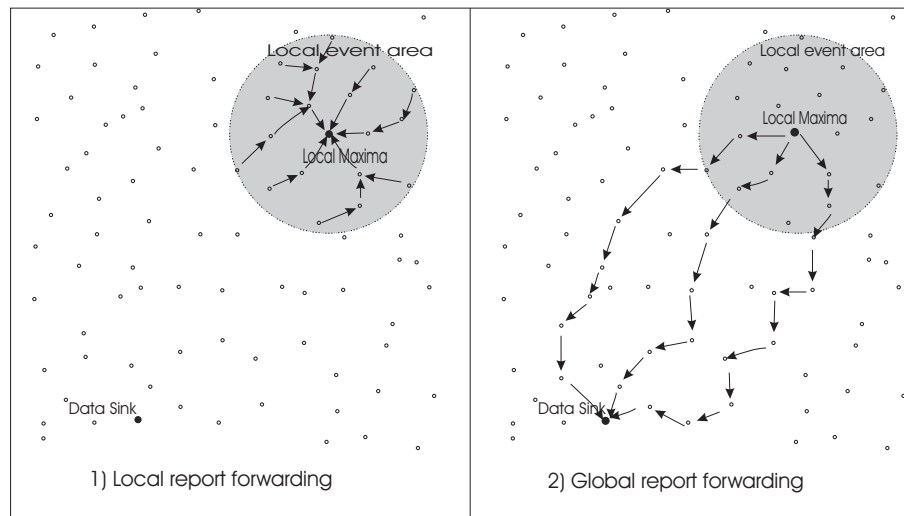 Local event area
Local Maxima
Data Sink
1) Local report forwarding
Local event area
Local Maxima
Data Sink
2) Global report forwarding